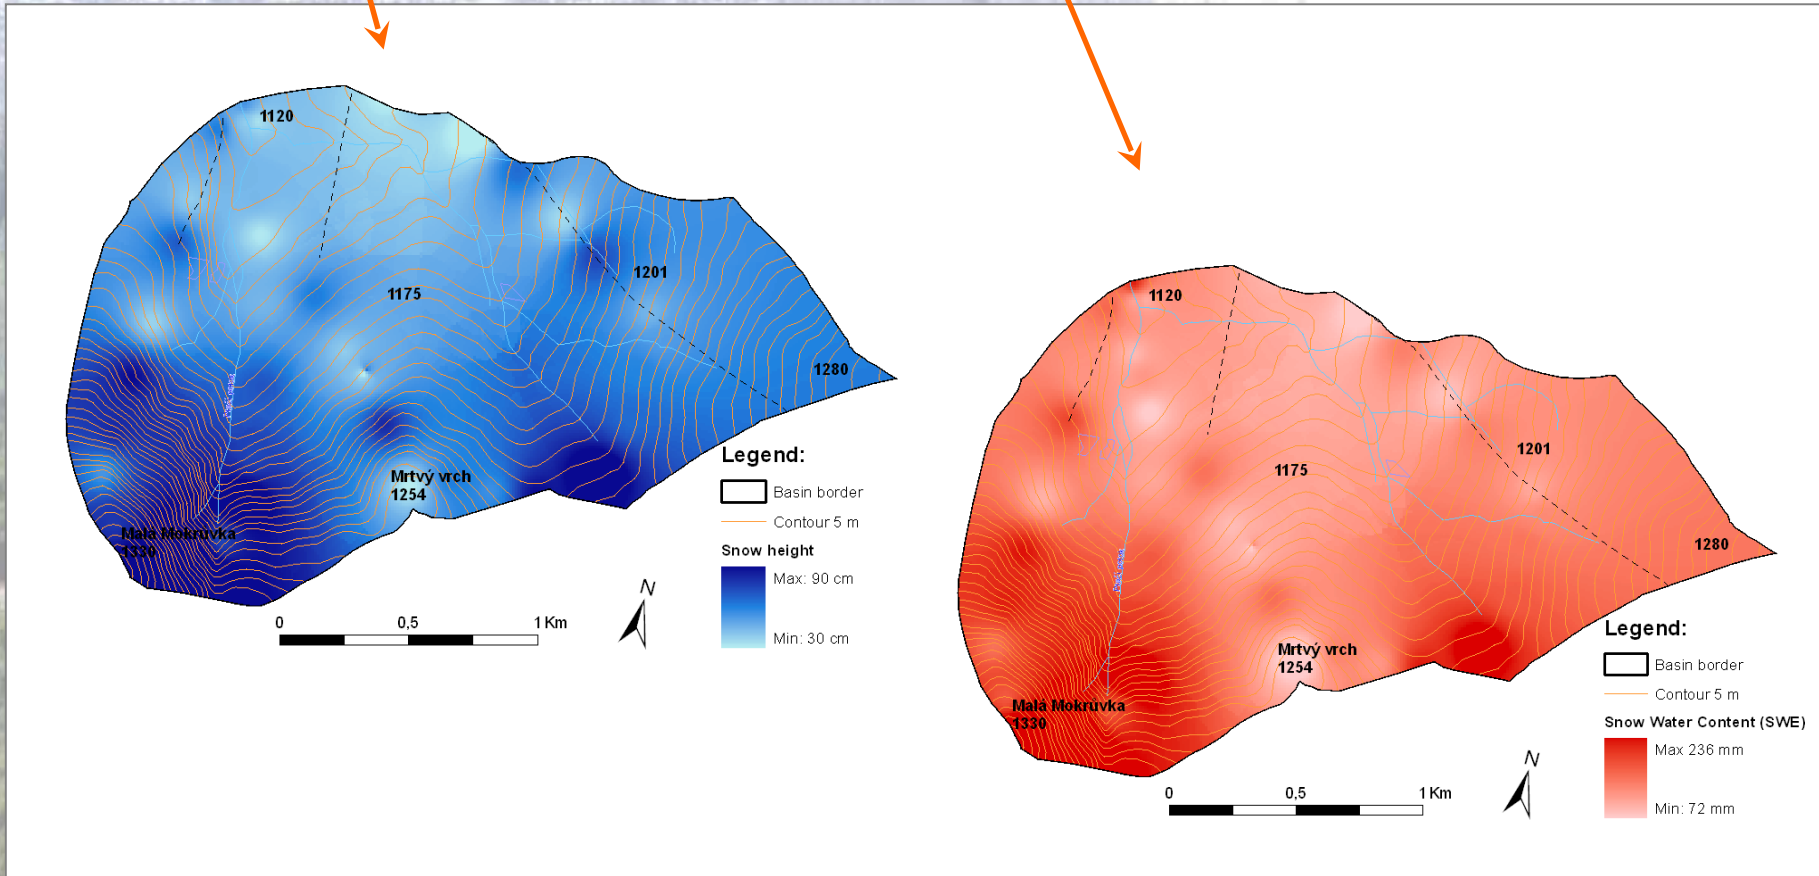 1120
1201
1175
1280
Mrtvý vrch
1254
Malá Mokrůvka
1330
Legend:
Basin border
Contour 5 m
Snow height
Max: 90 cm
Min: 30 cm
N
0 0,5 1 Km
1120
1201
1175
1280
Mrtvý vrch
1254
Malá Mokrůvka
1330
Legend:
Basin border
Contour 5 m
Snow Water Content (SWE)
Max 236 mm
Min: 72 mm
N
0 0,5 1 Km